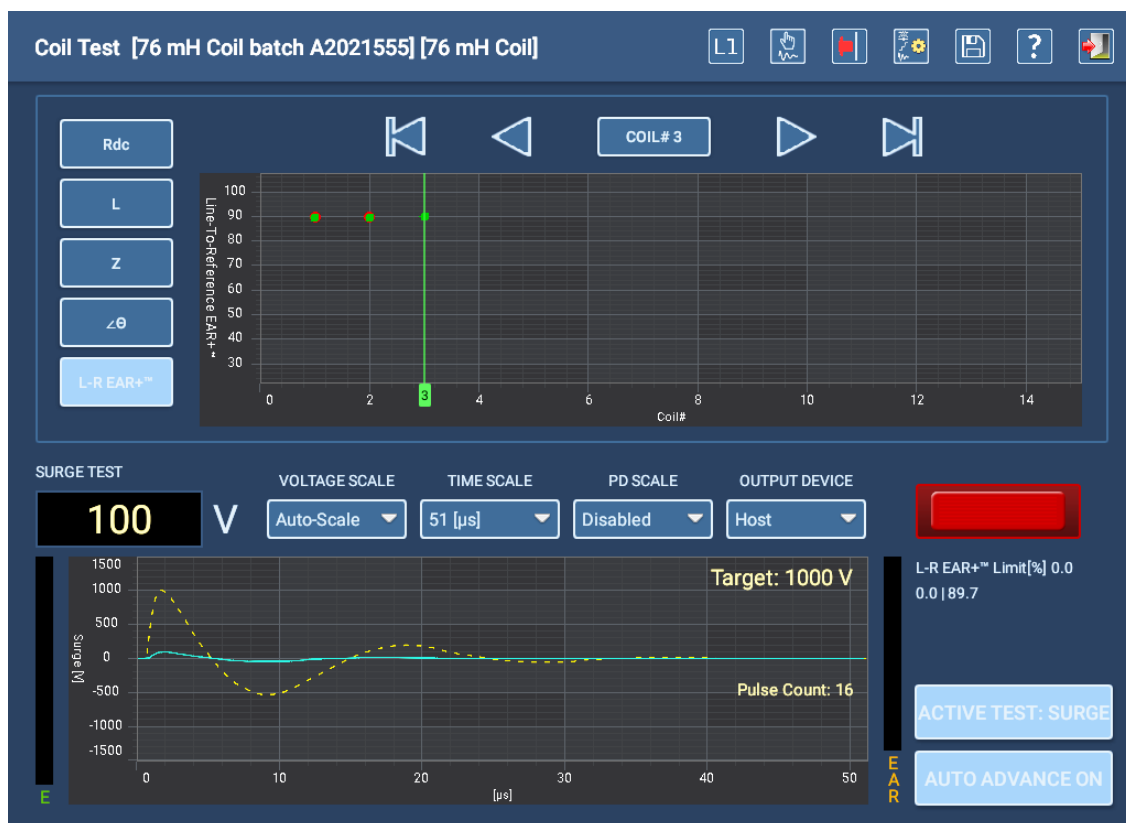 Coil Test [76 mH Coil batch A2021555] [76 mH Coil]
L1
?
Rdc
L
Z
∠θ
L-R EAR+™
COIL# 3
Line-To-Reference EAR+™
100
90
80
70
60
50
40
30
0 2 3 4 6 8 10 12 14
Coil#
SURGE TEST
100 V
VOLTAGE SCALE
Auto-Scale
TIME SCALE
51 [µs]
PD SCALE
Disabled
OUTPUT DEVICE
Host
L-R EAR+™ Limit[%] 0.0
0.0 | 89.7
Surge [V]
1500
1000
500
0
-500
-1000
-1500
Target: 1000 V
Pulse Count: 16
0 10 20 30 40 50
[µs]
E
EAR
ACTIVE TEST: SURGE
AUTO ADVANCE ON